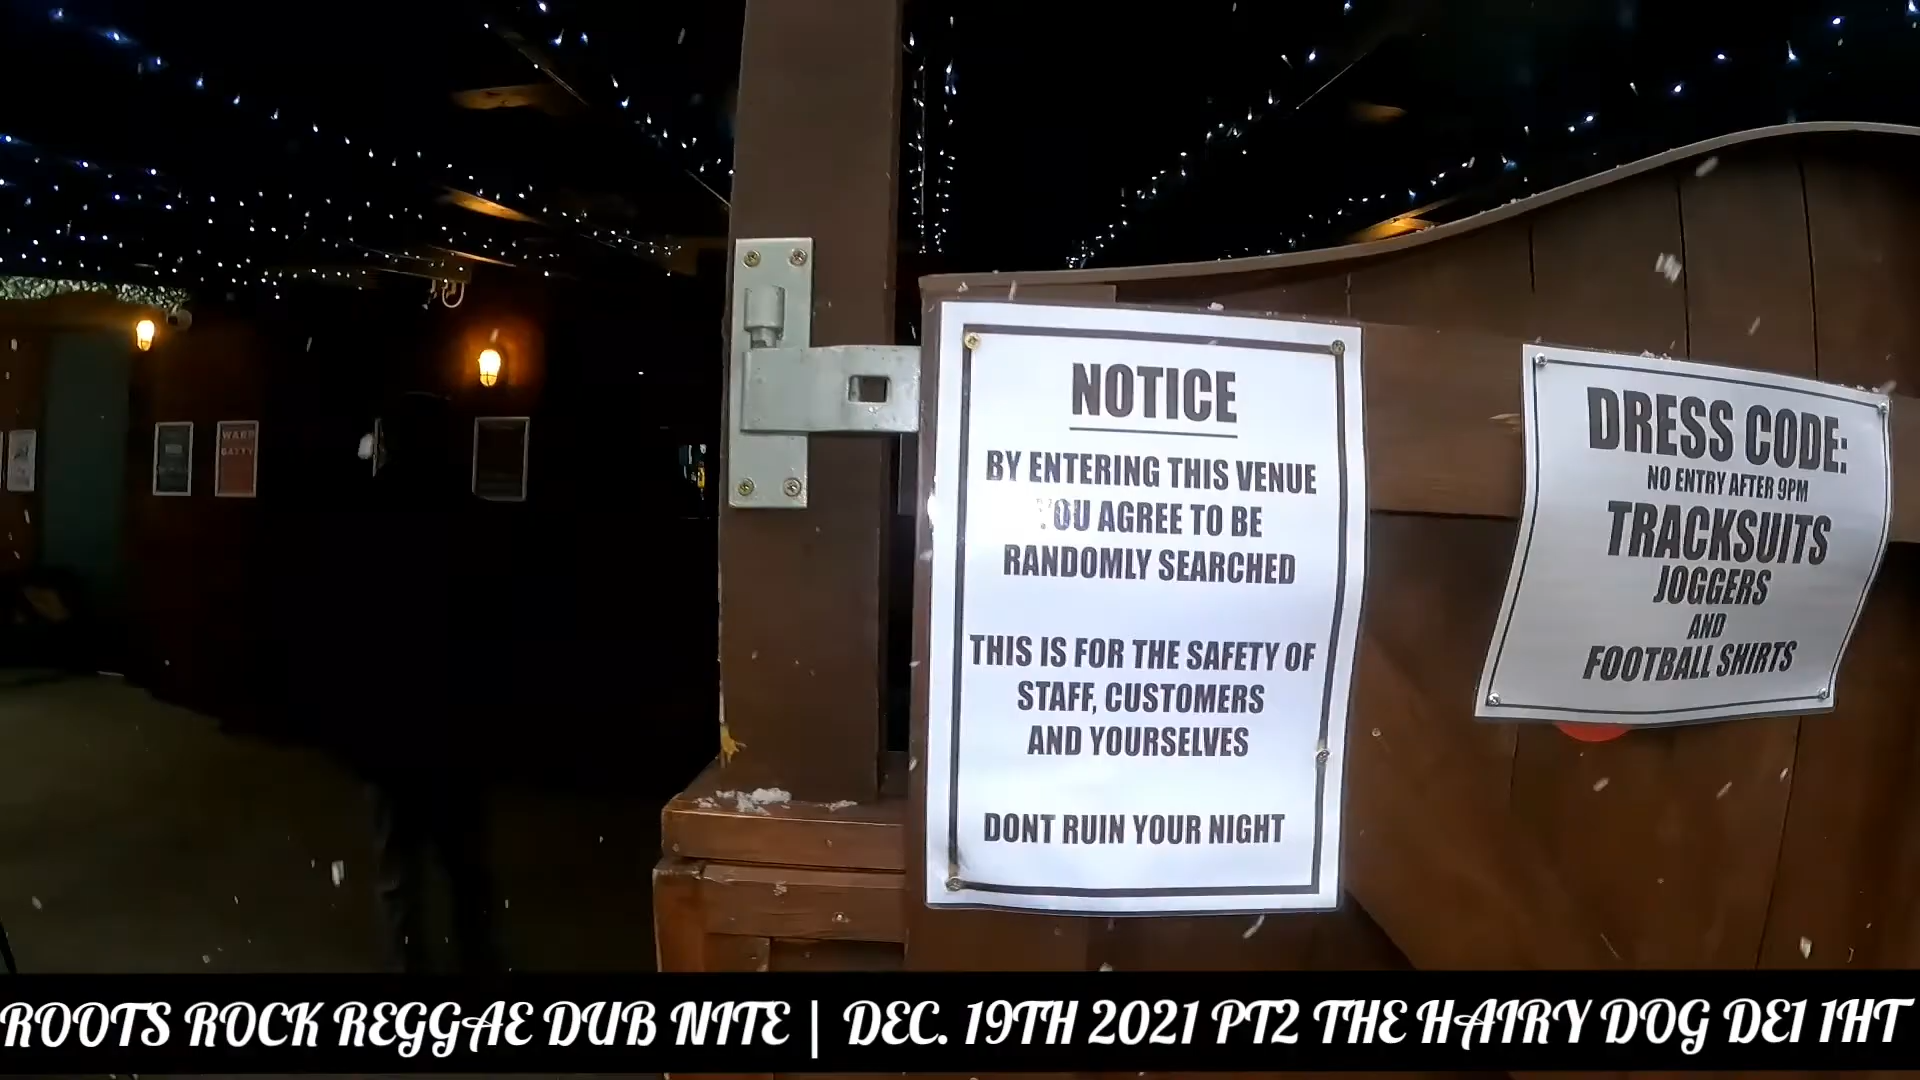 NOTICE
BY ENTERING THIS VENUE
YOU AGREE TO BE
RANDOMLY SEARCHED
THIS IS FOR THE SAFETY OF
STAFF, CUSTOMERS
AND YOURSELVES
DONT RUIN YOUR NIGHT
DRESS CODE:
NO ENTRY AFTER 9PM
TRACKSUITS
JOGGERS
AND
FOOTBALL SHIRTS
ROOTS ROCK REGGAE DUB NITE | DEC. 19TH 2021 PT2 THE HAIRY DOG DE1 1HT